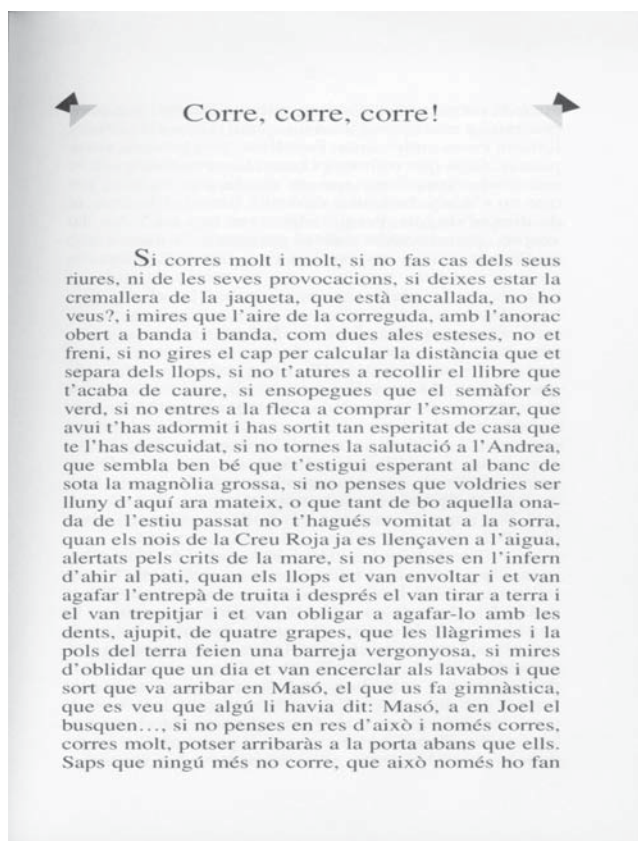 Corre, corre, corre!
Si corres molt i molt, si no fas cas dels seus
riures, ni de les seves provocacions, si deixes estar la
cremallera de la jaqueta, que està encallada, no ho
veus?, i mires que l'aire de la correguda, amb l'anorac
obert a banda i banda, com dues ales esteses, no et
freni, si no gires el cap per calcular la distància que et
separa dels llops, si no t'atures a recollir el llibre que
t'acaba de caure, si ensopegues que el semàfor és
verd, si no entres a la fleca a comprar l'esmorzar, que
avui t'has adormit i has sortit tan esperitat de casa que
te l'has descuidat, si no tornes la salutació a l'Andrea,
que sembla ben bé que t'estigui esperant al banc de
sota la magnòlia grossa, si no penses que voldries ser
lluny d'aquí ara mateix, o que tant de bo aquella ona-
da de l'estiu passat no t'hagués vomitat a la sorra,
quan els nois de la Creu Roja ja es llençaven a l'aigua,
alertats pels crits de la mare, si no penses en l'infern
d'ahir al pati, quan els llops et van envoltar i et van
agafar l'entrepà de truita i després el van tirar a terra i
el van trepitjar i et van obligar a agafar-lo amb les
dents, ajupit, de quatre grapes, que les llàgrimes i la
pols del terra feien una barreja vergonyosa, si mires
d'oblidar que un dia et van encerclar als lavabos i que
sort que va arribar en Masó, el que us fa gimnàstica,
que es veu que algú li havia dit: Masó, a en Joel el
busquen..., si no penses en res d'això i només corres,
corres molt, potser arribaràs a la porta abans que ells.
Saps que ningú més no corre, que això només ho fan